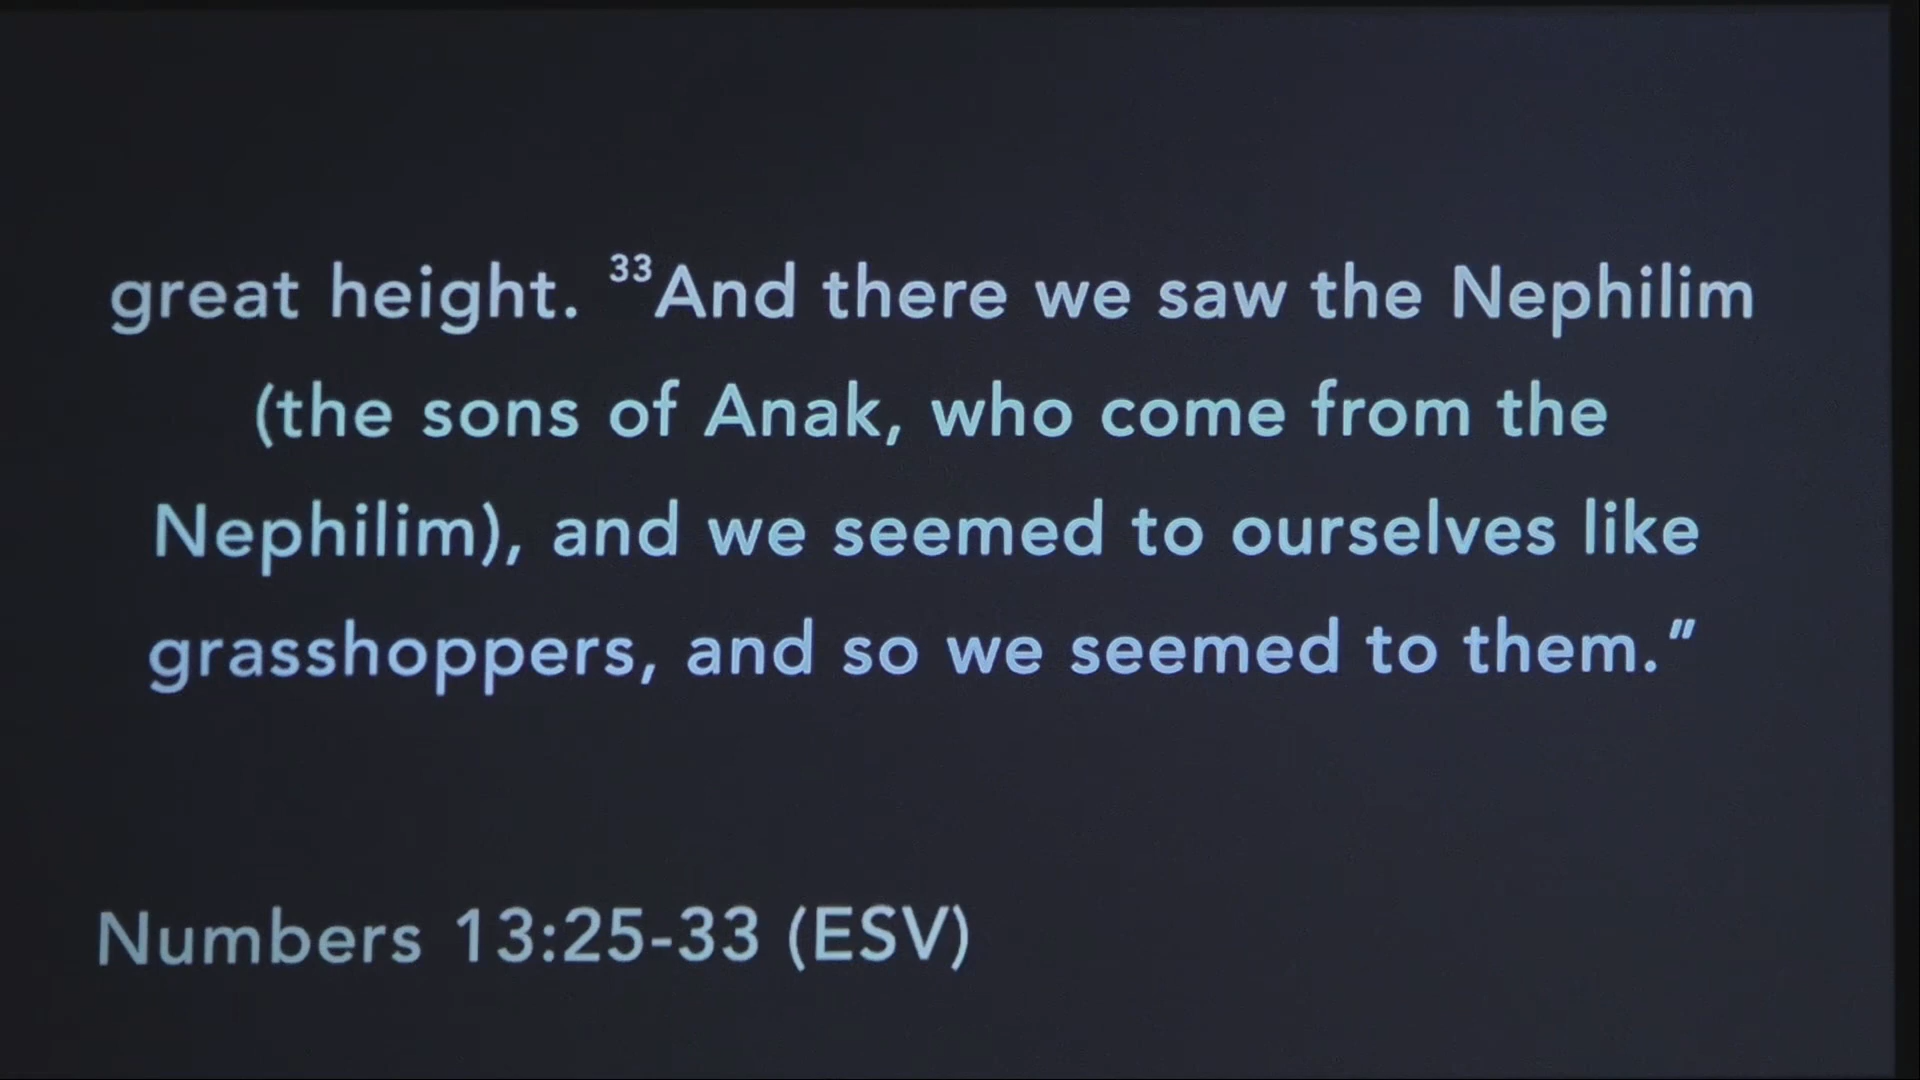 great height. ³³And there we saw the Nephilim
(the sons of Anak, who come from the
Nephilim), and we seemed to ourselves like
grasshoppers, and so we seemed to them."
Numbers 13:25-33 (ESV)